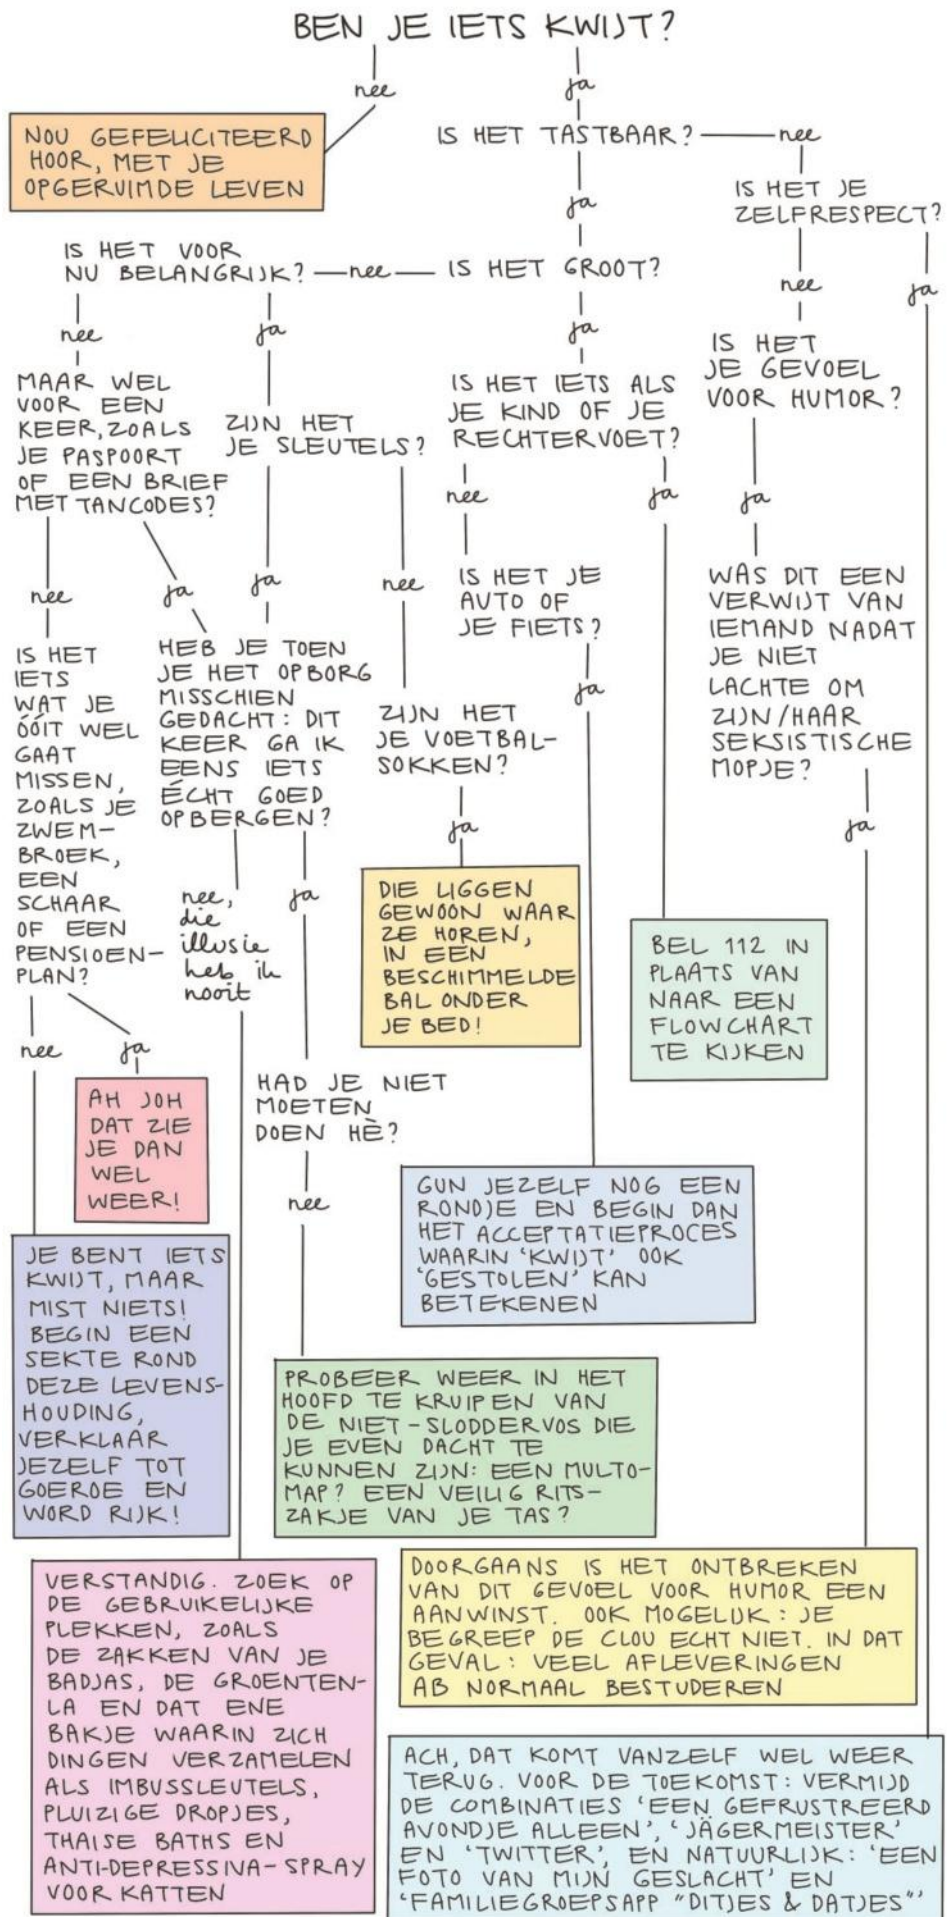 BEN JE IETS KWIJT?
nee
ja
NOU GEFELICITEERD
HOOR, MET JE
OPGERUIMDE LEVEN
IS HET TASTBAAR?
nee
ja
IS HET JE
ZELFRESPECT?
nee
ja
IS HET VOOR
NU BELANGRIJK?
nee
IS HET GROOT?
nee
ja
ja
IS HET
JE GEVOEL
VOOR HUMOR?
ja
MAAR WEL
VOOR EEN
KEER, ZOALS
JE PASPOORT
OF EEN BRIEF
MET TANCODES?
ZIJN HET
JE SLEUTELS?
IS HET IETS ALS
JE KIND OF JE
RECHTERVOET?
nee
ja
nee
ja
ja
nee
IS HET JE
AUTO OF
JE FIETS?
ja
WAS DIT EEN
VERWIJT VAN
IEMAND NADAT
JE NIET
LACHTE OM
ZIJN/HAAR
SEKSISTISCHE
MOPJE?
ja
IS HET
IETS
WAT JE
ÓÓIT WEL
GAAT
MISSEN,
ZOALS JE
ZWEM-
BROEK,
EEN
SCHAAR
OF EEN
PENSIOEN-
PLAN?
HEB JE TOEN
JE HET OPBORG
MISSCHIEN
GEDACHT: DIT
KEER GA IK
EENS IETS
ÉCHT GOED
OPBERGEN?
ZIJN HET
JE VOETBAL-
SOKKEN?
ja
nee,
die
illusie
heb ik
nooit
ja
DIE LIGGEN
GEWOON WAAR
ZE HOREN,
IN EEN
BESCHIMMELDE
BAL ONDER
JE BED!
BEL 112 IN
PLAATS VAN
NAAR EEN
FLOWCHART
TE KIJKEN
nee
ja
AH JOH
DAT ZIE
JE DAN
WEL
WEER!
HAD JE NIET
MOETEN
DOEN HÈ?
nee
GUN JEZELF NOG EEN
RONDJE EN BEGIN DAN
HET ACCEPTATIEPROCES
WAARIN 'KWIJT' OOK
'GESTOLEN' KAN
BETEKENEN
JE BENT IETS
KWIJT, MAAR
MIST NIETS!
BEGIN EEN
SEKTE ROND
DEZE LEVENS-
HOUDING,
VERKLAAR
JEZELF TOT
GOEROE EN
WORD RIJK!
PROBEER WEER IN HET
HOOFD TE KRUIPEN VAN
DE NIET-SLODDERVOS DIE
JE EVEN DACHT TE
KUNNEN ZIJN: EEN MULTO-
MAP? EEN VEILIG RITS-
ZAKJE VAN JE TAS?
VERSTANDIG. ZOEK OP
DE GEBRUIKELIJKE
PLEKKEN, ZOALS
DE ZAKKEN VAN JE
BADJAS, DE GROENTEN-
LA EN DAT ENE
BAKJE WAARIN ZICH
DINGEN VERZAMELEN
ALS IMBUSSLEUTELS,
PLUIZIGE DROPJES,
THAISE BATHS EN
ANTI-DEPRESSIVA-SPRAY
VOOR KATTEN
DOORGAANS IS HET ONTBREKEN
VAN DIT GEVOEL VOOR HUMOR EEN
AANWINST. OOK MOGELIJK: JE
BEGREEP DE CLOU ECHT NIET. IN DAT
GEVAL: VEEL AFLEVERINGEN
AB NORMAAL BESTUDEREN
ACH, DAT KOMT VANZELF WEL WEER
TERUG. VOOR DE TOEKOMST: VERMIJD
DE COMBINATIES 'EEN GEFRUSTREERD
AVONDJE ALLEEN', 'JÄGERMEISTER'
EN 'TWITTER', EN NATUURLIJK: 'EEN
FOTO VAN MIJN GESLACHT' EN
'FAMILIEGROEPSAPP "DITJES & DATJES"'